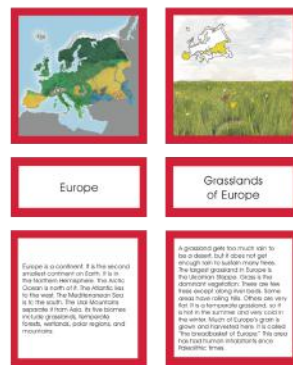 Europe
Grasslands
of Europe
Europe is a continent. It is the second
smallest continent on Earth. It is in
the Northern Hemisphere. The Arctic
Ocean is north of it. The Atlantic lies
to the west. The Mediterranean Sea
is to the south. The Ural Mountains
separate it from Asia. Its five biomes
include grasslands, temperate
forests, wetlands, polar regions, and
mountains.
A grassland gets too much rain to
be a desert, but it does not get
enough rain to sustain many trees.
The largest grassland in Europe is
the Ukrainian Steppe. Grass is the
dominant vegetation. There are few
trees except along river beds. Some
areas have rolling hills. Others are very
flat. It is a temperate grassland, so it
is hot in the summer and very cold in
the winter. Much of Europe's grain is
grown and harvested here. It is called
"the breadbasket of Europe." This area
has had human inhabitants since
Paleolithic times.